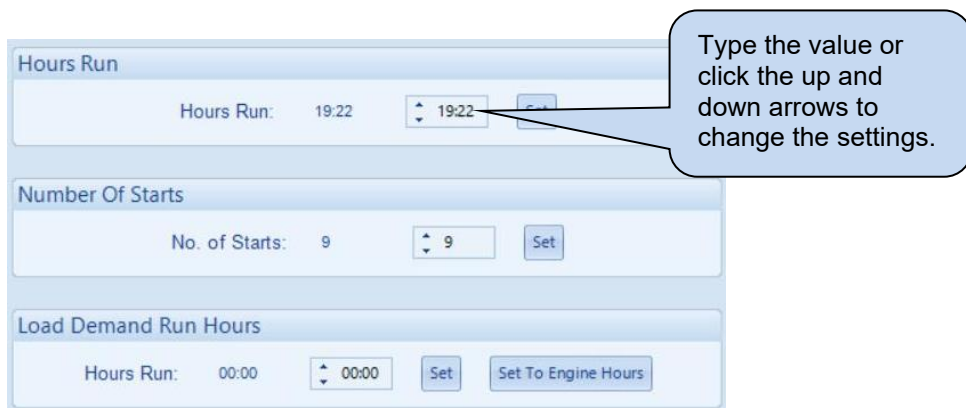 Hours Run
Hours Run: 19:22 19:22 Set
Type the value or
click the up and
down arrows to
change the settings.
Number Of Starts
No. of Starts: 9 9 Set
Load Demand Run Hours
Hours Run: 00:00 00:00 Set Set To Engine Hours